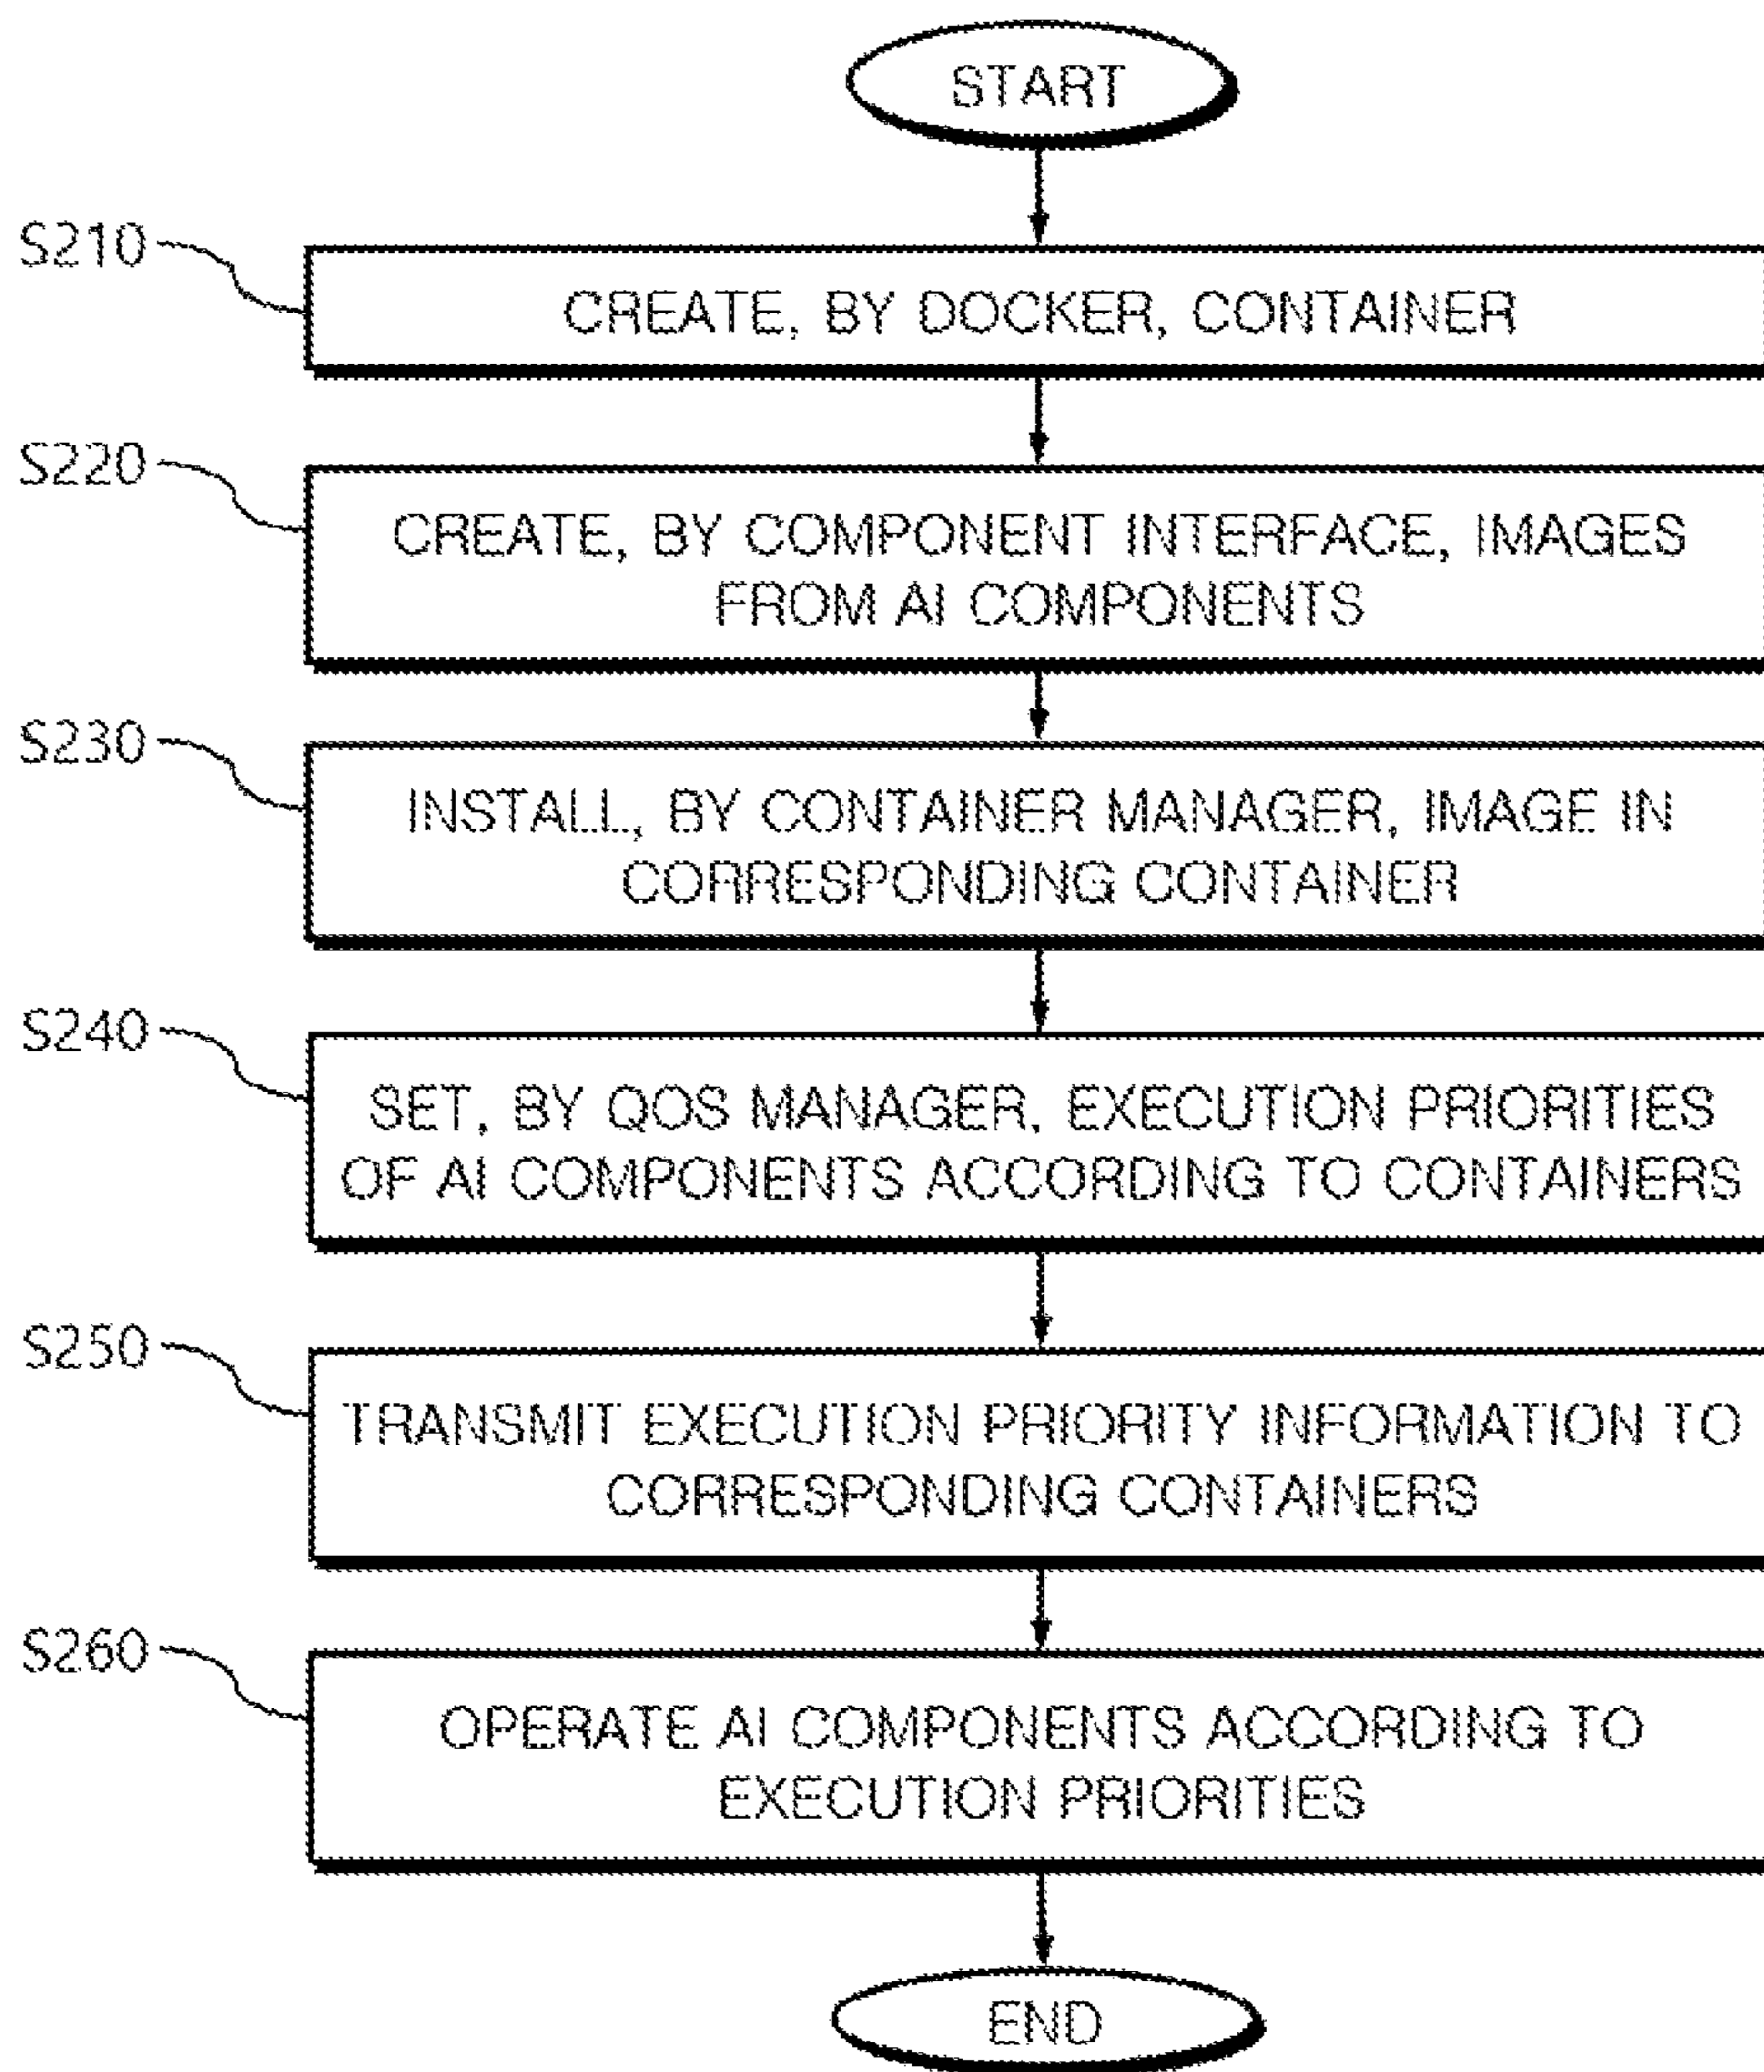 START
S210
CREATE, BY DOCKER, CONTAINER
S220
CREATE, BY COMPONENT INTERFACE, IMAGES
FROM AI COMPONENTS
S230
INSTALL, BY CONTAINER MANAGER, IMAGE IN
CORRESPONDING CONTAINER
S240
SET, BY QOS MANAGER, EXECUTION PRIORITIES
OF AI COMPONENTS ACCORDING TO CONTAINERS
S250
TRANSMIT EXECUTION PRIORITY INFORMATION TO
CORRESPONDING CONTAINERS
S260
OPERATE AI COMPONENTS ACCORDING TO
EXECUTION PRIORITIES
END